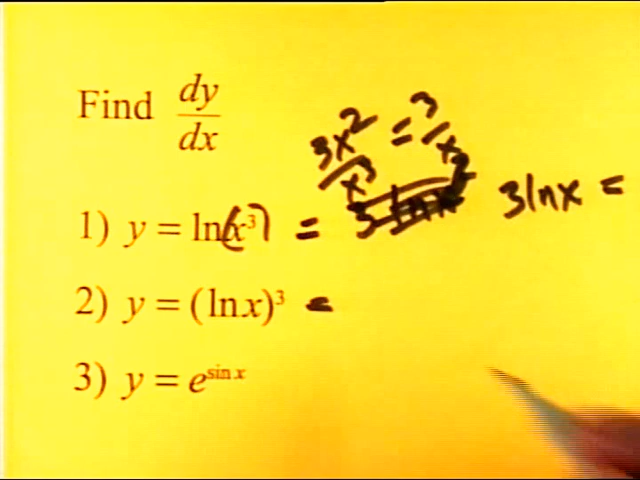 Find dy/dx
3x²/x³ = 3/x
1) y = ln(x³) = 3lnx =
2) y = (ln x)³ =
3) y = e^sin x